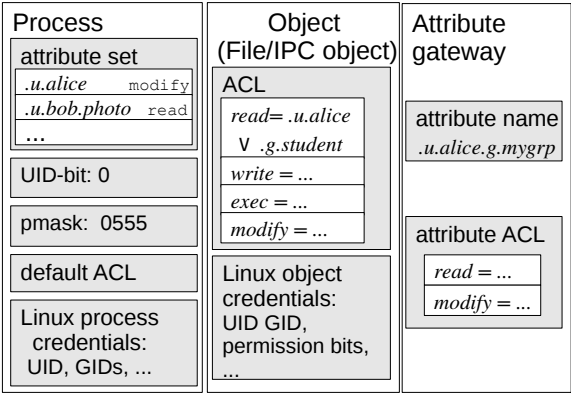 Process
attribute set
.u.alice modify
.u.bob.photo read
...
UID-bit: 0
pmask: 0555
default ACL
Linux process
credentials:
UID, GIDs, ...
Object
(File/IPC object)
ACL
read= .u.alice
∨ .g.student
write = ...
exec = ...
modify = ...
Linux object
credentials:
UID GID,
permission bits,
...
Attribute
gateway
attribute name
.u.alice.g.mygrp
attribute ACL
read = ...
modify = ...